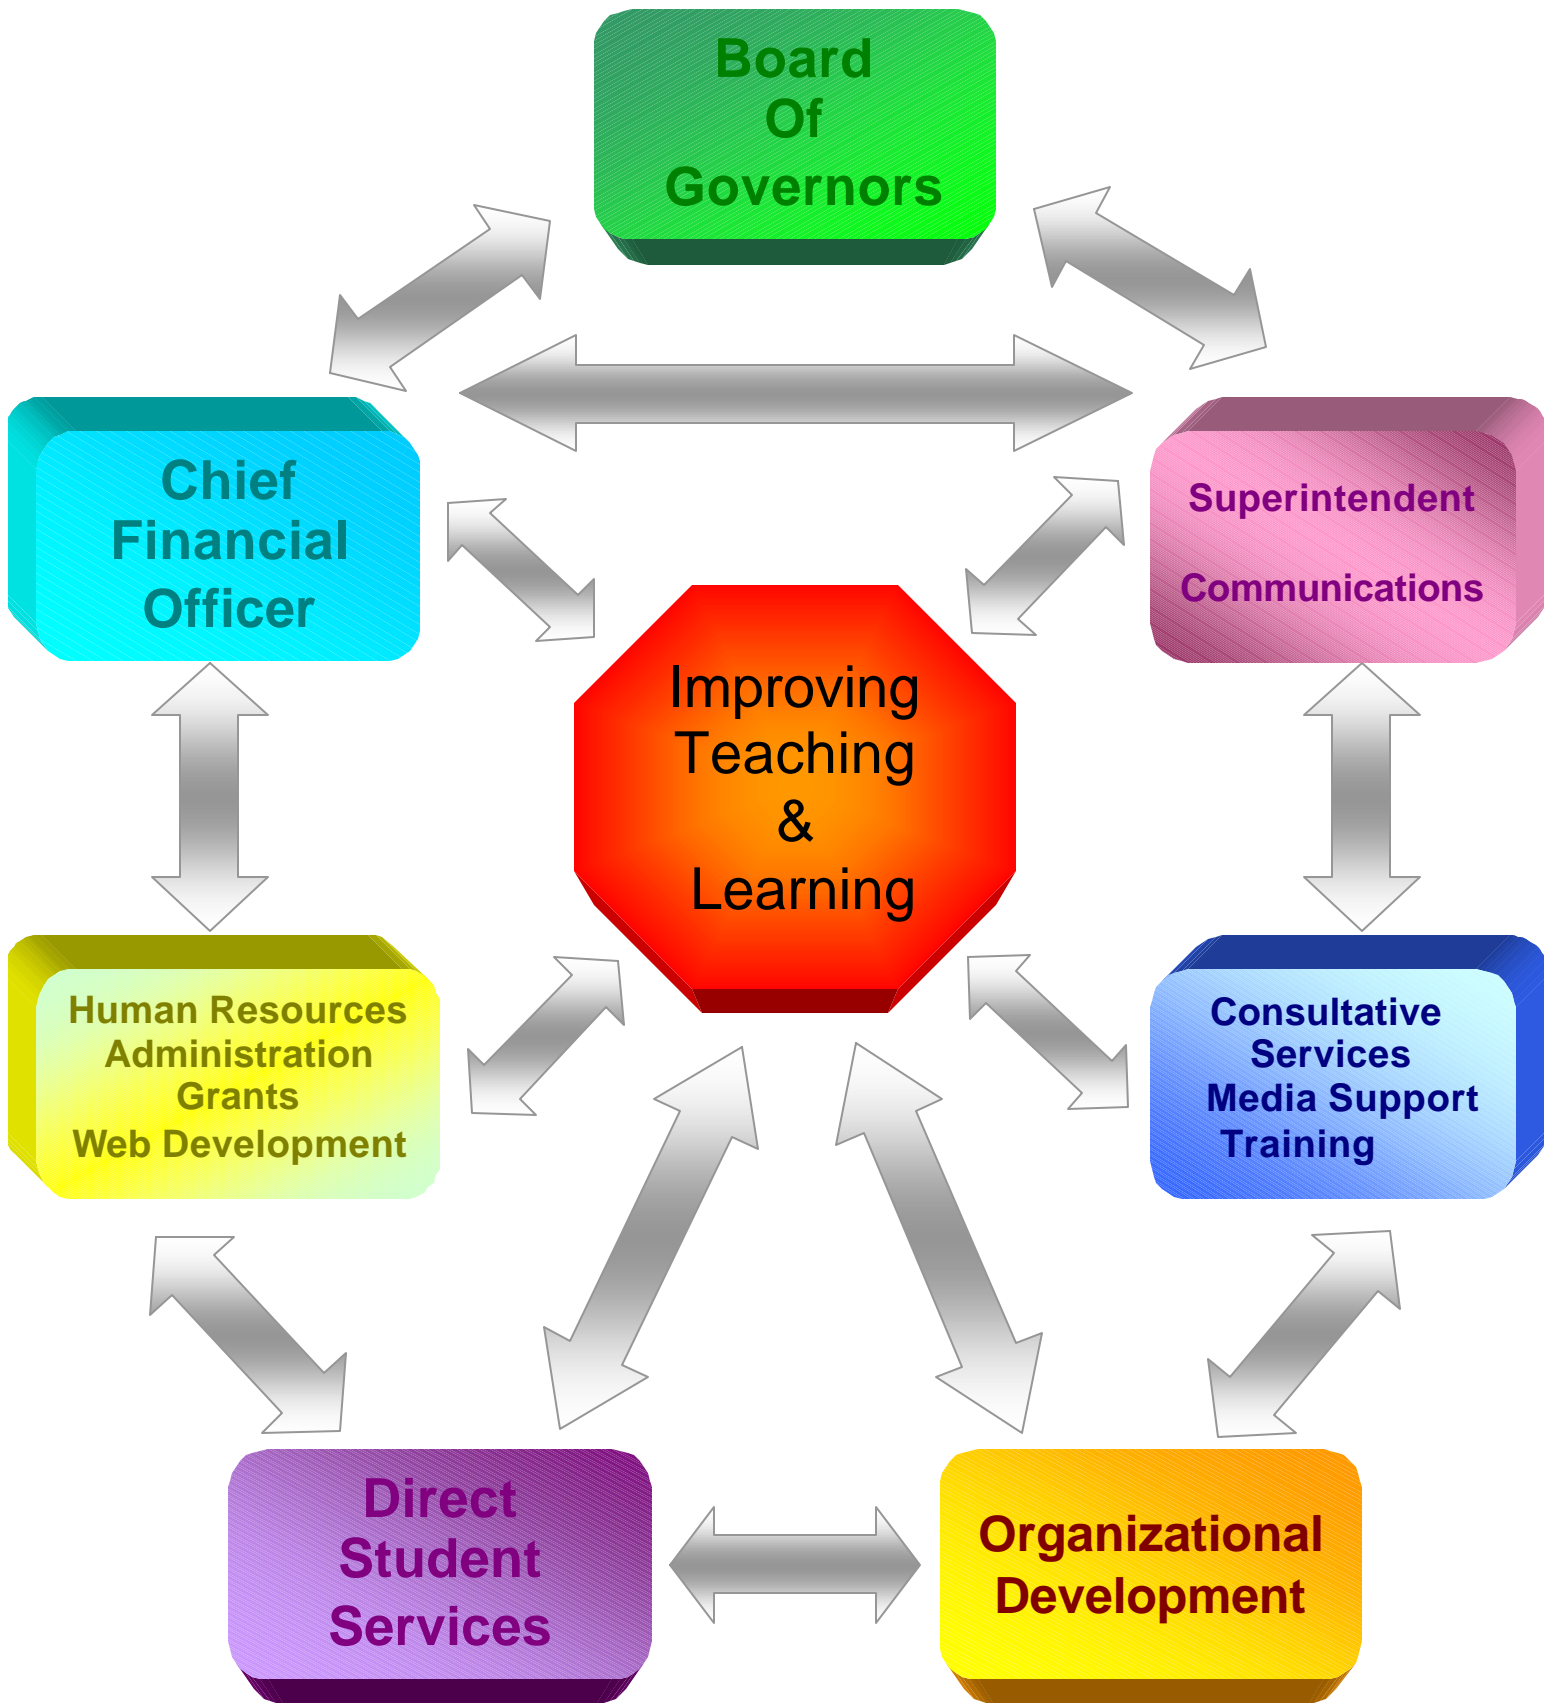 Board
Of
Governors
Chief
Financial
Officer
Superintendent
Communications
Improving
Teaching
&
Learning
Human Resources
Administration
Grants
Web Development
Consultative
Services
Media Support
Training
Direct
Student
Services
Organizational
Development